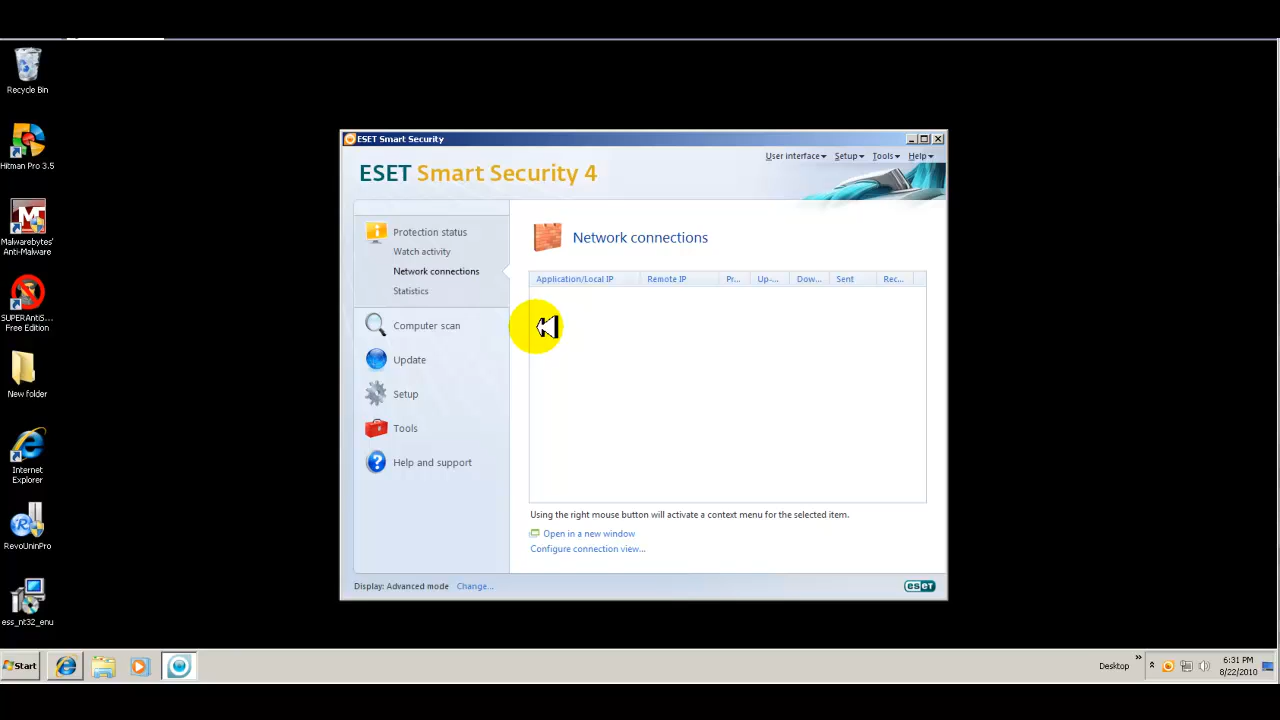 Recycle Bin
Hitman Pro 3.5
Malwarebytes'
Anti-Malware
SUPERAntiS...
Free Edition
New folder
Internet
Explorer
RevoUninPro
ess_nt32_enu
ESET Smart Security
User interface Setup Tools Help
ESET Smart Security 4
Protection status
Watch activity
Network connections
Statistics
Computer scan
Update
Setup
Tools
Help and support
Network connections
Application/Local IP Remote IP Pr... Up-... Dow... Sent Rec...
Using the right mouse button will activate a context menu for the selected item.
Open in a new window
Configure connection view...
Display: Advanced mode Change...
eseT
Start
Desktop
6:31 PM
8/22/2010